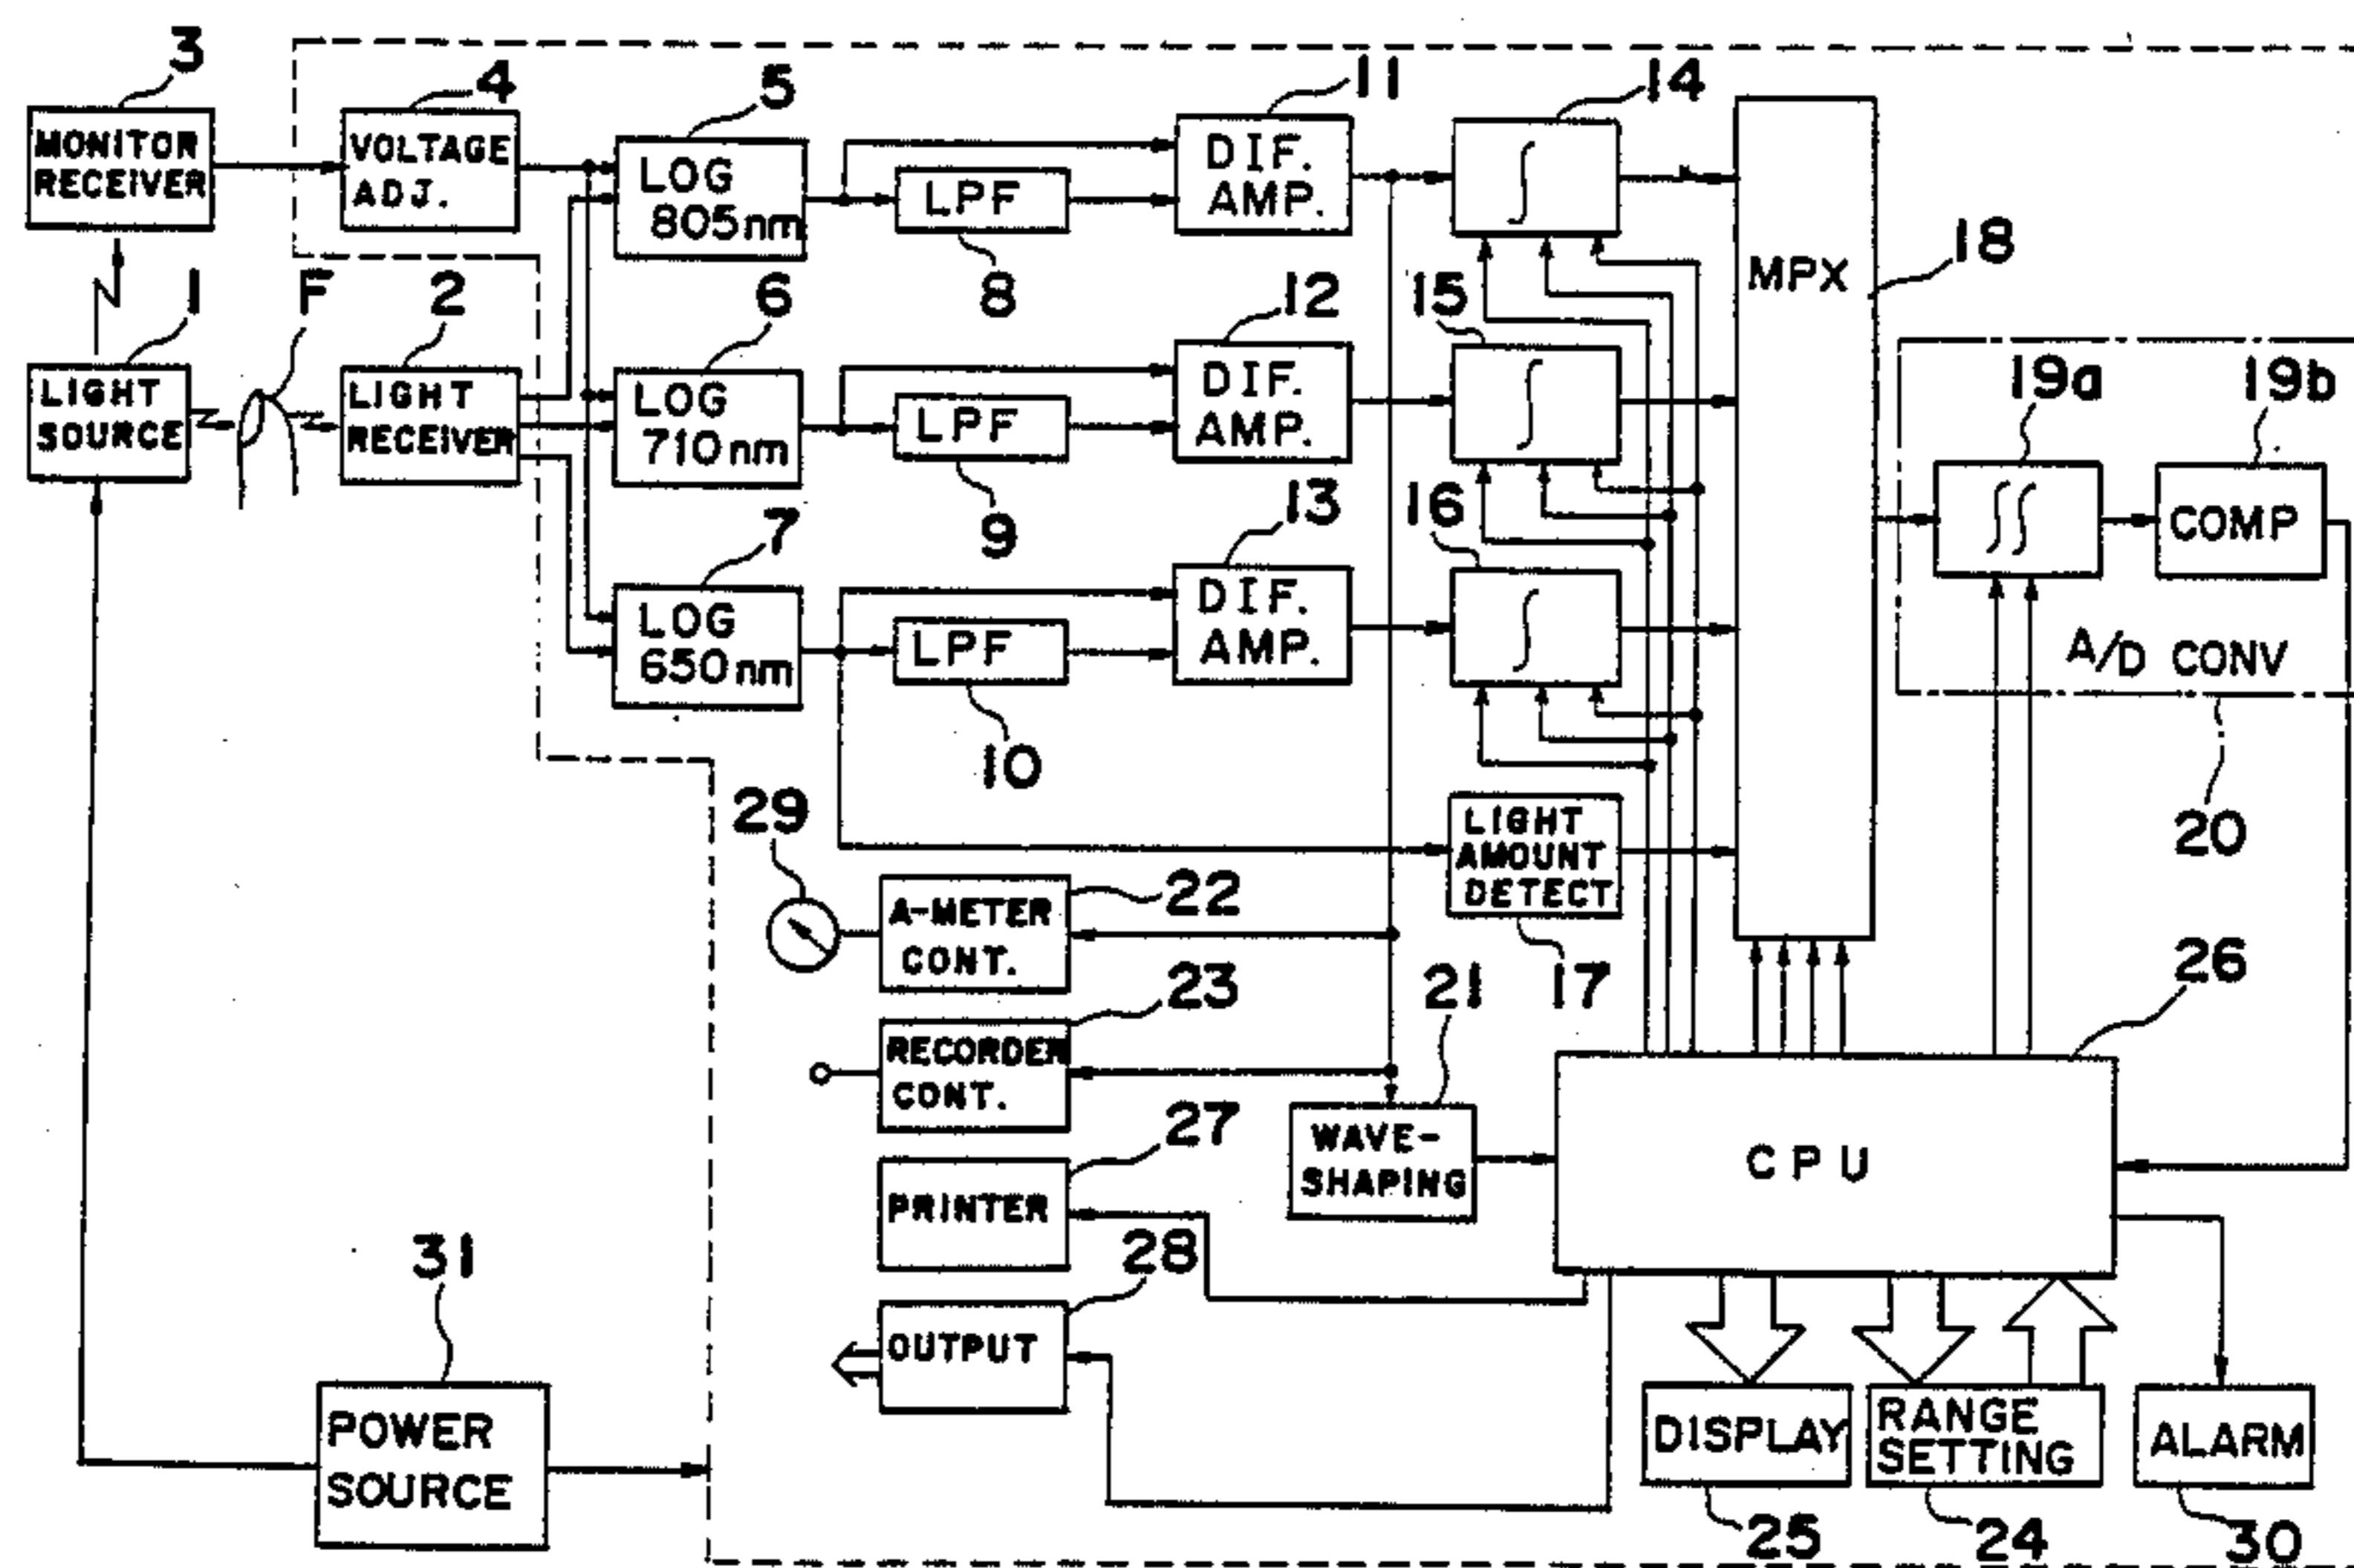 3
4
5
11
14
MONITOR
RECEIVER
VOLTAGE
ADJ.
LOG
805nm
LPF
DIF.
AMP.
∫
MPX
18
1
F
2
6
8
12
15
LIGHT
SOURCE
LIGHT
RECEIVER
LOG
710nm
LPF
DIF.
AMP.
∫
19a
19b
7
9
13
16
∫∫
COMP
LOG
650nm
LPF
DIF.
AMP.
∫
A/D CONV
10
20
29
LIGHT
AMOUNT
DETECT
22
A-METER
CONT.
17
26
23
21
RECORDER
CONT.
27
WAVE-
SHAPING
CPU
PRINTER
31
28
OUTPUT
POWER
SOURCE
DISPLAY
RANGE
SETTING
ALARM
25
24
30